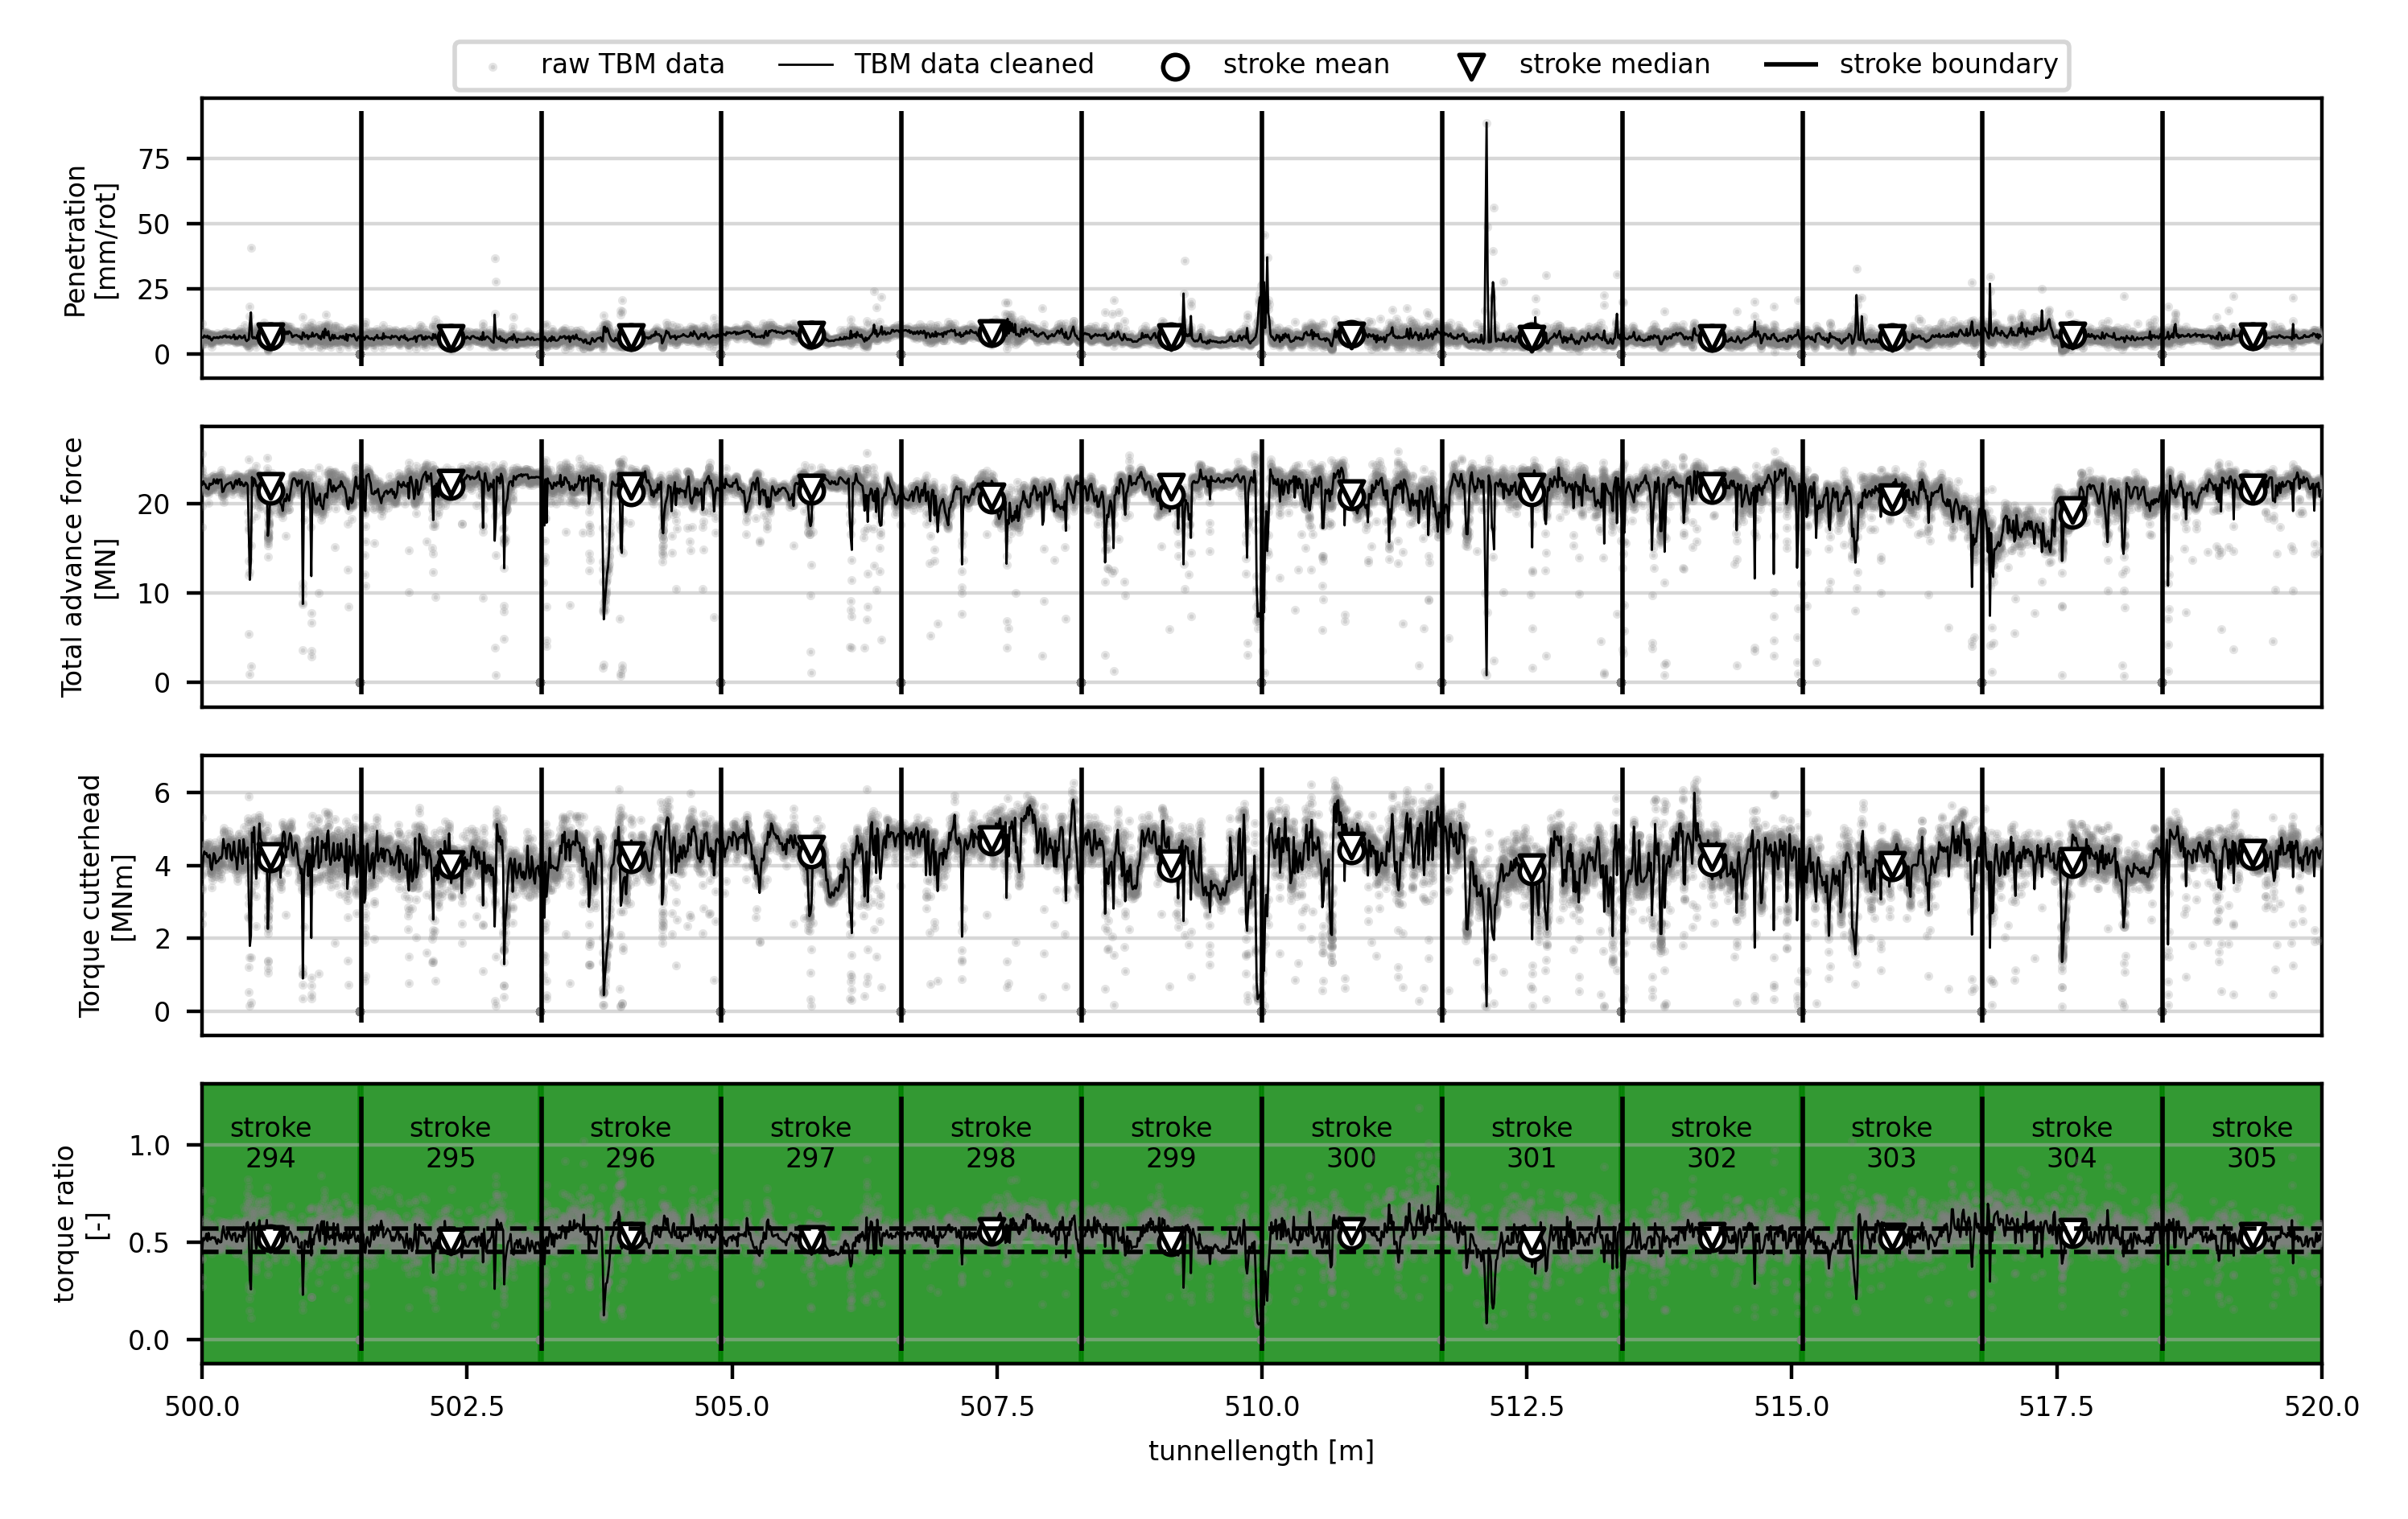 raw TBM data TBM data cleaned stroke mean stroke median stroke boundary
Penetration
[mm/rot]
75
50
25
0
Total advance force
[MN]
20
10
0
Torque cutterhead
[MNm]
6
4
2
0
torque ratio
[-]
1.0
0.5
0.0
stroke
294
stroke
295
stroke
296
stroke
297
stroke
298
stroke
299
stroke
300
stroke
301
stroke
302
stroke
303
stroke
304
stroke
305
500.0 502.5 505.0 507.5 510.0 512.5 515.0 517.5 520.0
tunnellength [m]